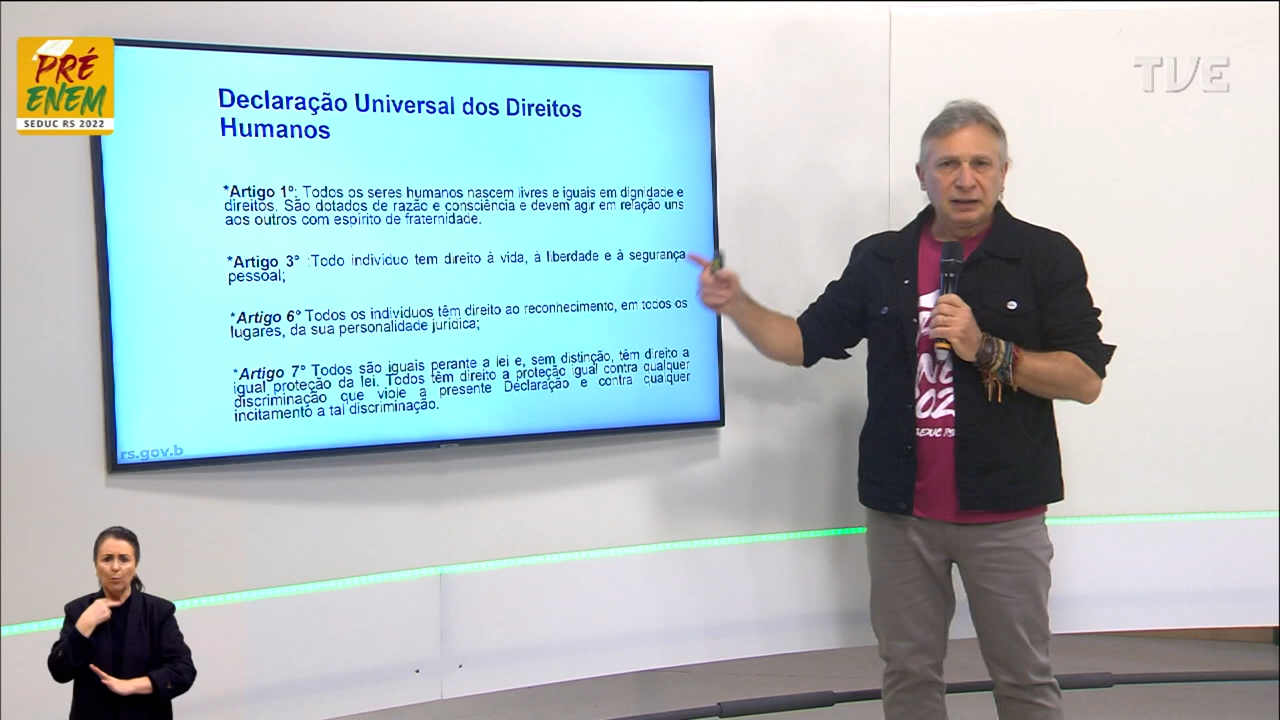 PRÉ
ENEM
SEDUC RS 2022
TVE
Declaração Universal dos Direitos
Humanos
*Artigo 1º: Todos os seres humanos nascem livres e iguais em dignidade e
direitos. São dotados de razão e consciência e devem agir em relação uns
aos outros com espírito de fraternidade.
*Artigo 3° :Todo indivíduo tem direito à vida, à liberdade e à segurança
pessoal;
*Artigo 6° Todos os indivíduos têm direito ao reconhecimento, em todos os
lugares, da sua personalidade jurídica;
*Artigo 7° Todos são iguais perante a lei e, sem distinção, têm direito a
igual proteção da lei. Todos têm direito a proteção igual contra qualquer
discriminação que viole a presente Declaração e contra qualquer
incitamento a tal discriminação.
rs.gov.b
SEDUC RS